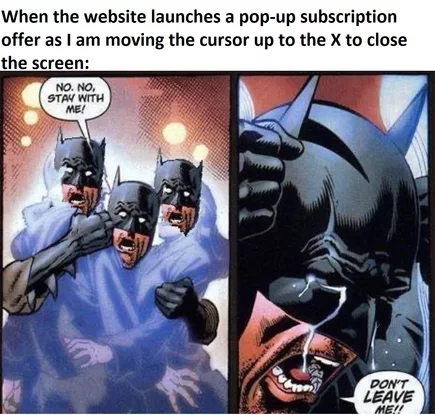 When the website launches a pop-up subscription
offer as I am moving the cursor up to the X to close
the screen:
NO. NO,
STAY WITH
ME!
DON'T
LEAVE
ME!!